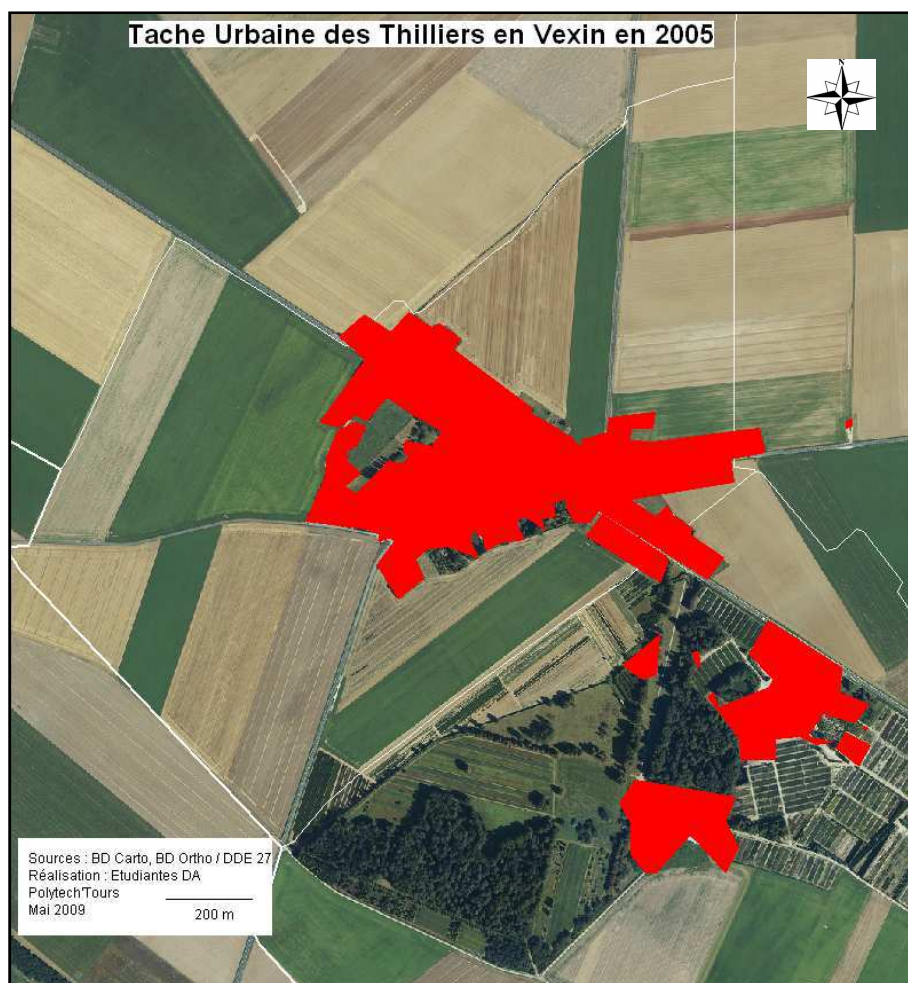 Tache Urbaine des Thilliers en Vexin en 2005
N
Sources : BD Carto, BD Ortho / DDE 27
Réalisation : Etudiantes DA
Polytech'Tours
Mai 2009
200 m